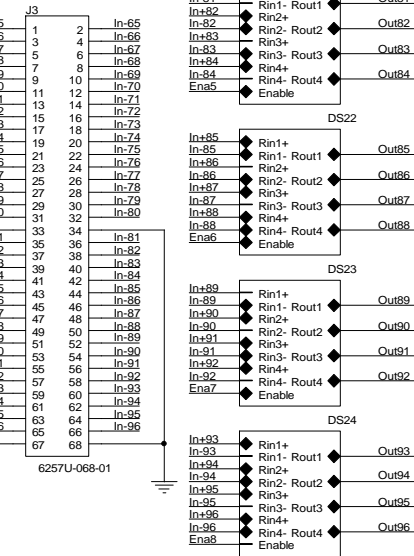 J3
1 2 In-65
3 4 In-66
5 6 In-67
7 8 In-68
9 10 In-69
11 12 In-70
13 14 In-71
15 16 In-72
17 18 In-73
19 20 In-74
21 22 In-75
23 24 In-76
25 26 In-77
27 28 In-78
29 30 In-79
31 32 In-80
33 34
35 36 In-81
37 38 In-82
39 40 In-83
41 42 In-84
43 44 In-85
45 46 In-86
47 48 In-87
49 50 In-88
51 52 In-89
53 54 In-90
55 56 In-91
57 58 In-92
59 60 In-93
61 62 In-94
63 64 In-95
65 66 In-96
67 68
6257U-068-01
Rin1- Rout1
In+82 Rin2+
In-82 Rin2- Rout2 Out82
In+83 Rin3+
In-83 Rin3- Rout3 Out83
In+84 Rin4+
In-84 Rin4- Rout4 Out84
Ena5 Enable
DS22
In+85 Rin1+
In-85 Rin1- Rout1 Out85
In+86 Rin2+
In-86 Rin2- Rout2 Out86
In+87 Rin3+
In-87 Rin3- Rout3 Out87
In+88 Rin4+
In-88 Rin4- Rout4 Out88
Ena6 Enable
DS23
In+89 Rin1+
In-89 Rin1- Rout1 Out89
In+90 Rin2+
In-90 Rin2- Rout2 Out90
In+91 Rin3+
In-91 Rin3- Rout3 Out91
In+92 Rin4+
In-92 Rin4- Rout4 Out92
Ena7 Enable
DS24
In+93 Rin1+
In-93 Rin1- Rout1 Out93
In+94 Rin2+
In-94 Rin2- Rout2 Out94
In+95 Rin3+
In-95 Rin3- Rout3 Out95
In+96 Rin4+
In-96 Rin4- Rout4 Out96
Ena8 Enable